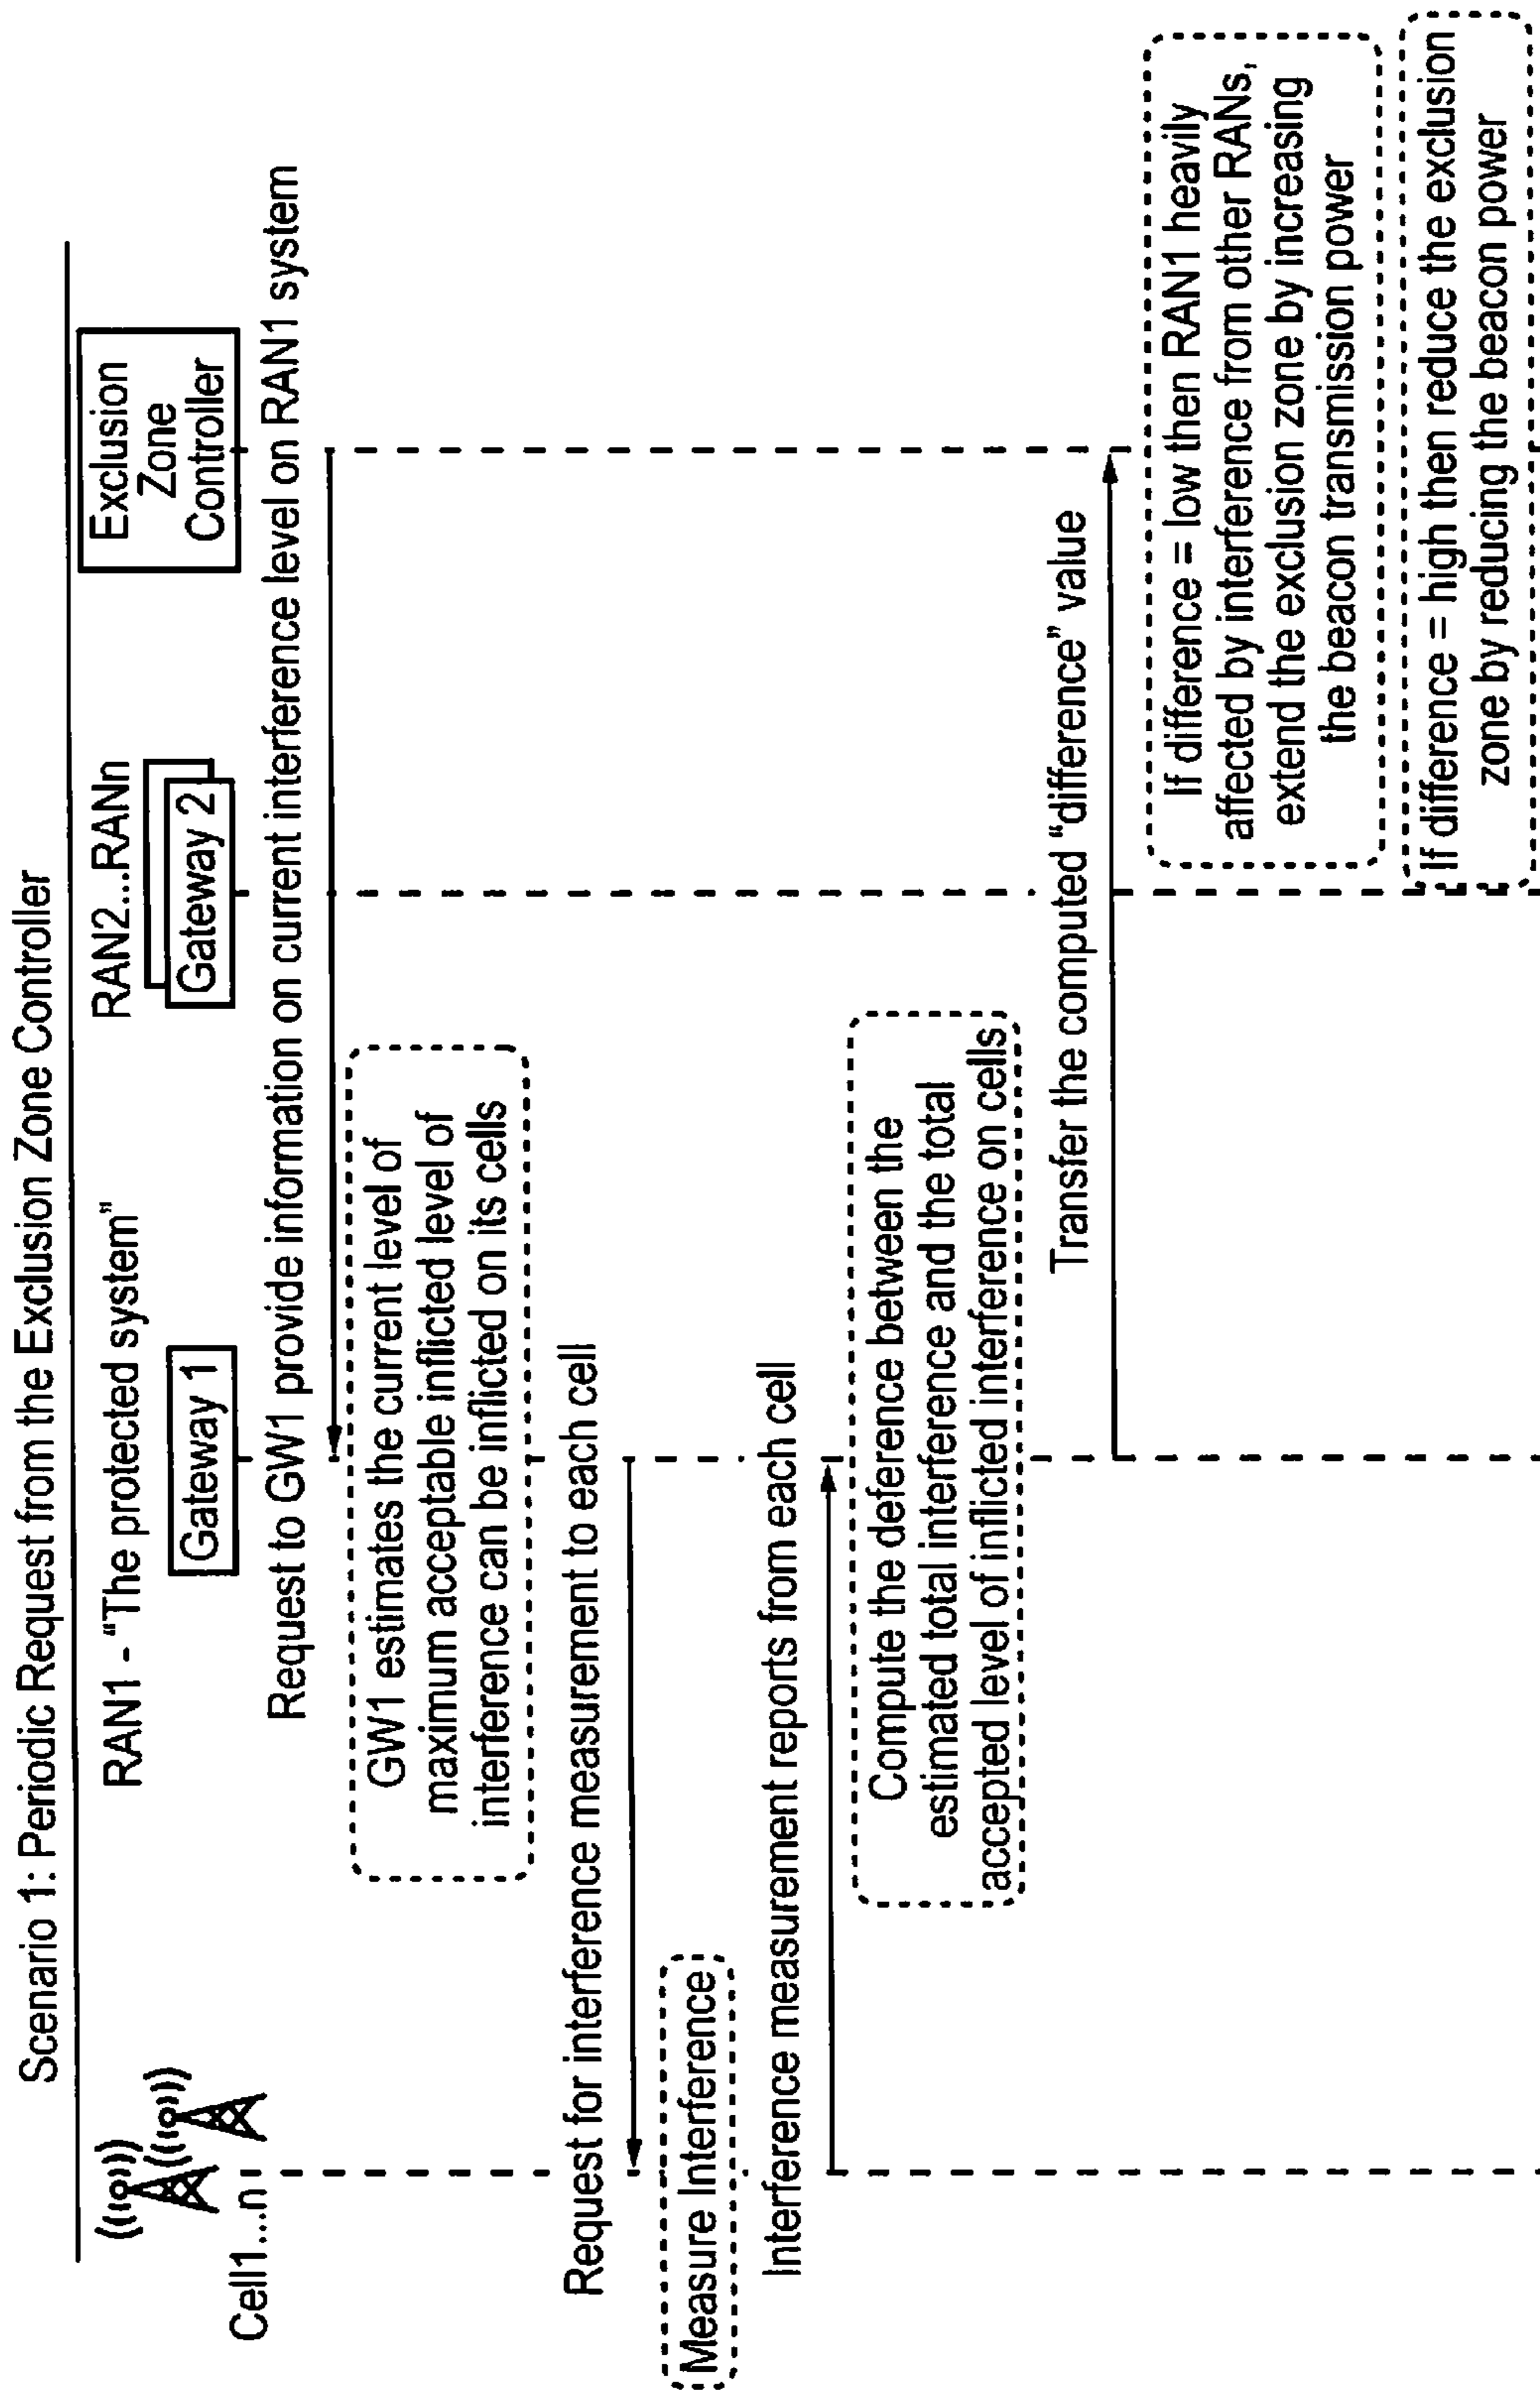 Scenario 1: Periodic Request from the Exclusion Zone Controller
Cell1...n
RAN1 - "The protected system"
Gateway 1
RAN2...RANn
Gateway 2
Exclusion
Zone
Controller
Request to GW1 provide information on current interference level on RAN1 system
GW1 estimates the current level of
maximum acceptable inflicted level of
interference can be inflicted on its cells
Request for interference measurement to each cell
Measure Interference
Interference measurement reports from each cell
Compute the deference between the
estimated total interference and the total
accepted level of inflicted interference on cells
Transfer the computed "difference" value
If difference = low then RAN1 heavily
affected by interference from other RANs,
extend the exclusion zone by increasing
the beacon transmission power
If difference = high then reduce the exclusion
zone by reducing the beacon power